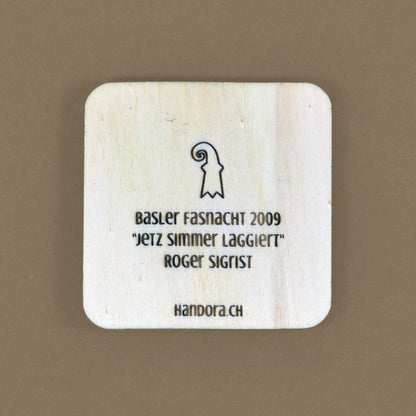 Basler Fasnacht 2009
"Jetz simmer laggiert"
Roger Sigrist
Handora.ch